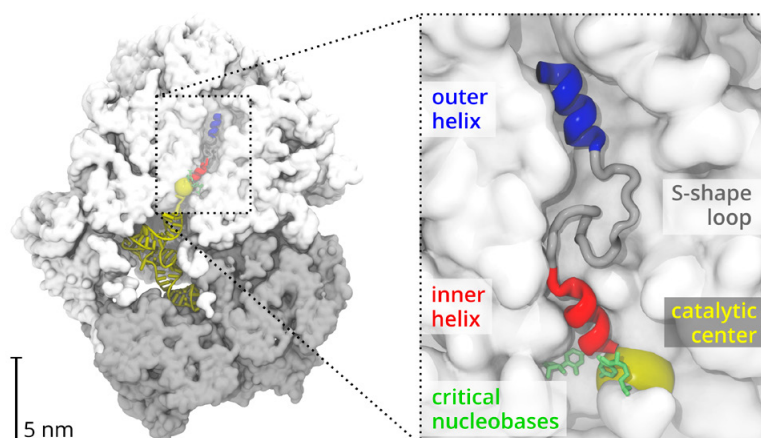 outer
helix
S-shape
loop
inner
helix
catalytic
center
critical
nucleobases
5 nm